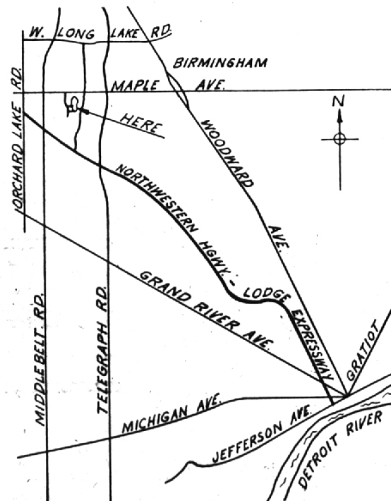 W. LONG LAKE RD.
BIRMINGHAM
MAPLE AVE.
HERE
N
ORCHARD LAKE RD.
WOODWARD AVE.
NORTHWESTERN HGWY. - LODGE EXPRESSWAY
GRAND RIVER AVE.
MIDDLEBELT RD.
TELEGRAPH RD.
GRATIOT
MICHIGAN AVE.
JEFFERSON AVE.
DETROIT RIVER